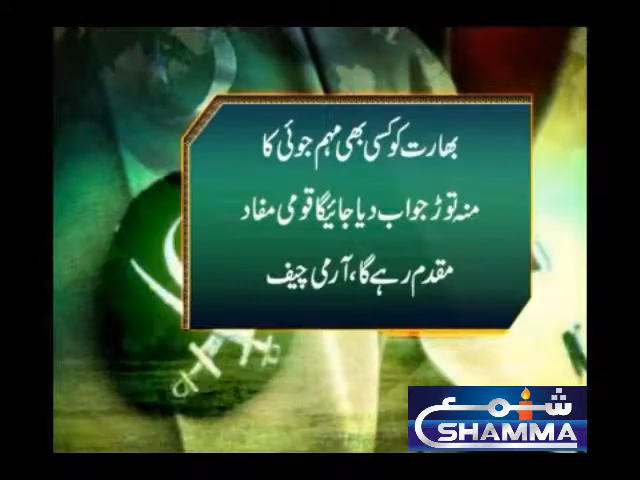 بھارت کو کسی بھی مہم جوئی کا
منہ توڑ جواب دیا جائیگا قومی مفاد
مقدم رہے گا، آرمی چیف
شمع
SHAMMA